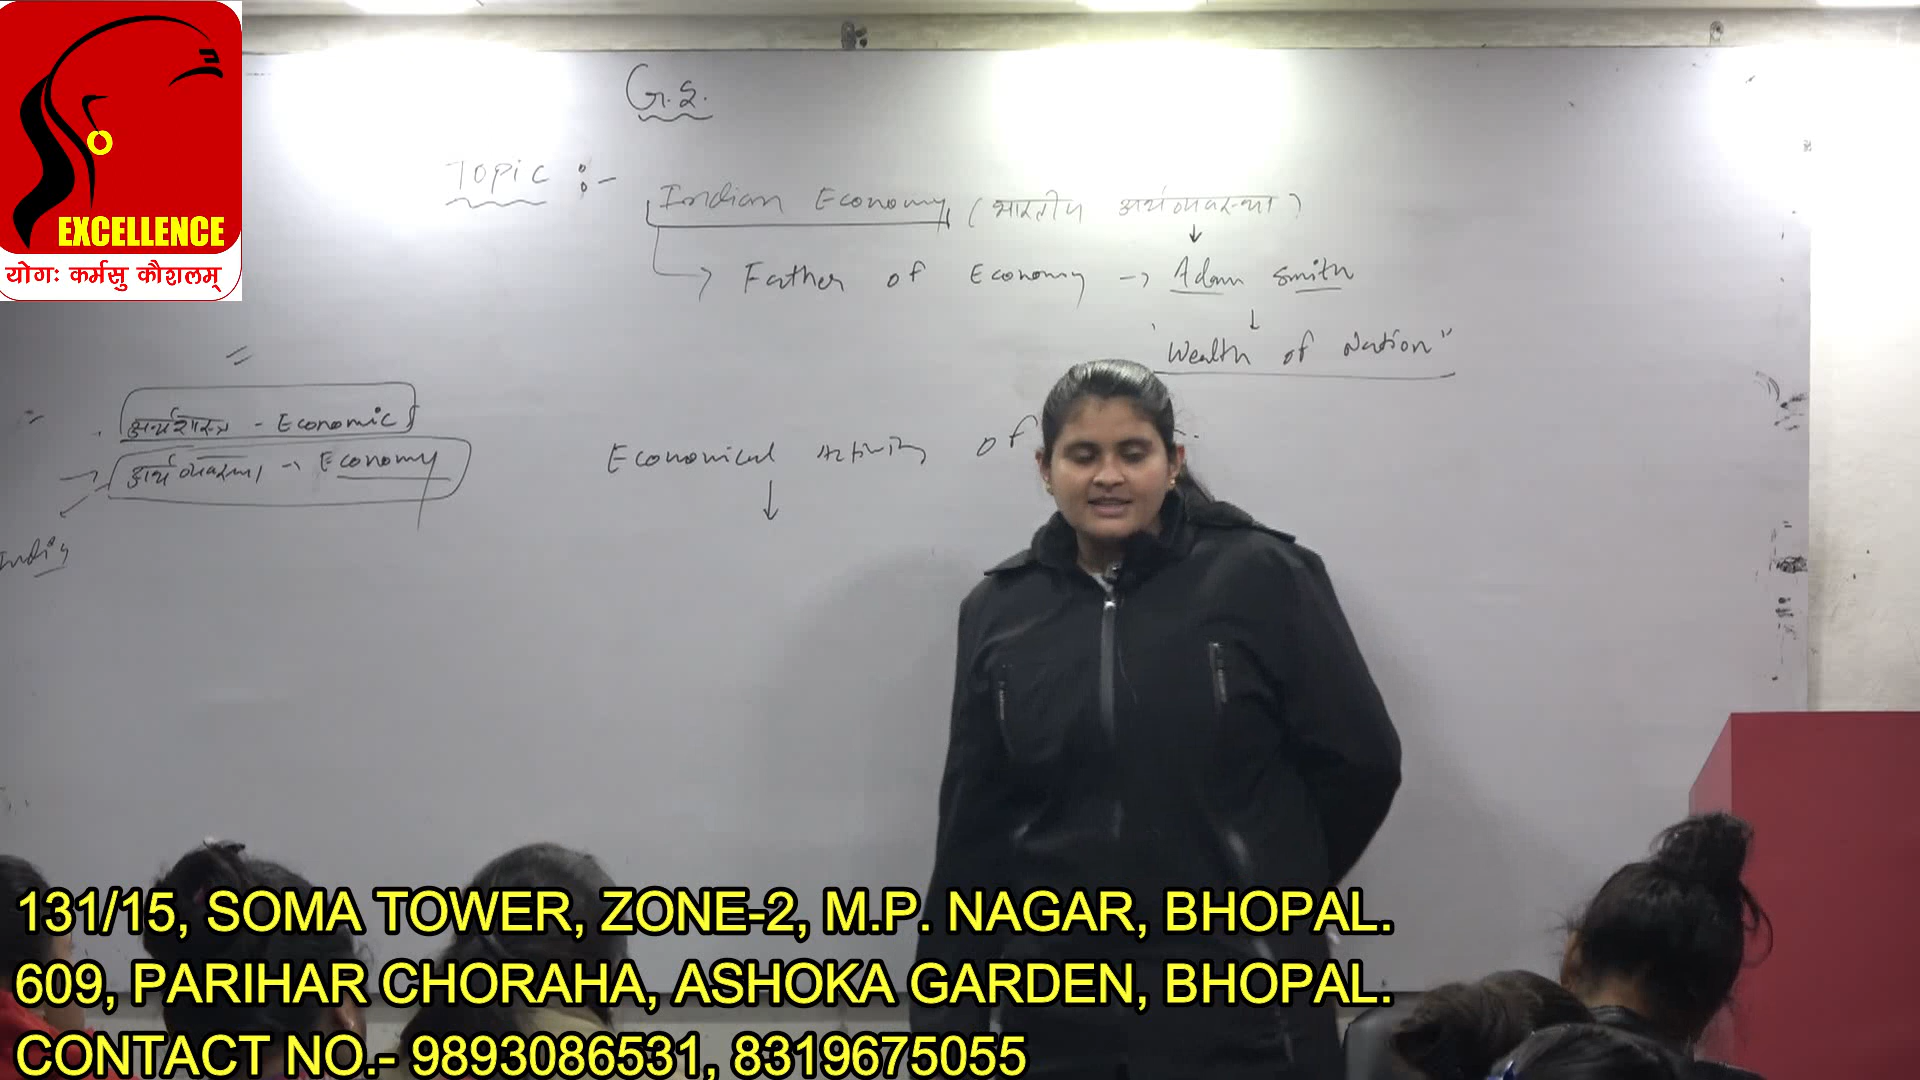 EXCELLENCE
योगः कर्मसु कौशलम्
G.S.
Topic :-
Indian Economy (भारतीय अर्थव्यवस्था)
↓
→ Father of Economy → Adam Smith
↓
"Wealth of Nation"
अर्थशास्त्र - Economics
→ अर्थव्यवस्था → Economy
Economical Activity of
↓
131/15, SOMA TOWER, ZONE-2, M.P. NAGAR, BHOPAL.
609, PARIHAR CHORAHA, ASHOKA GARDEN, BHOPAL.
CONTACT NO.- 9893086531, 8319675055